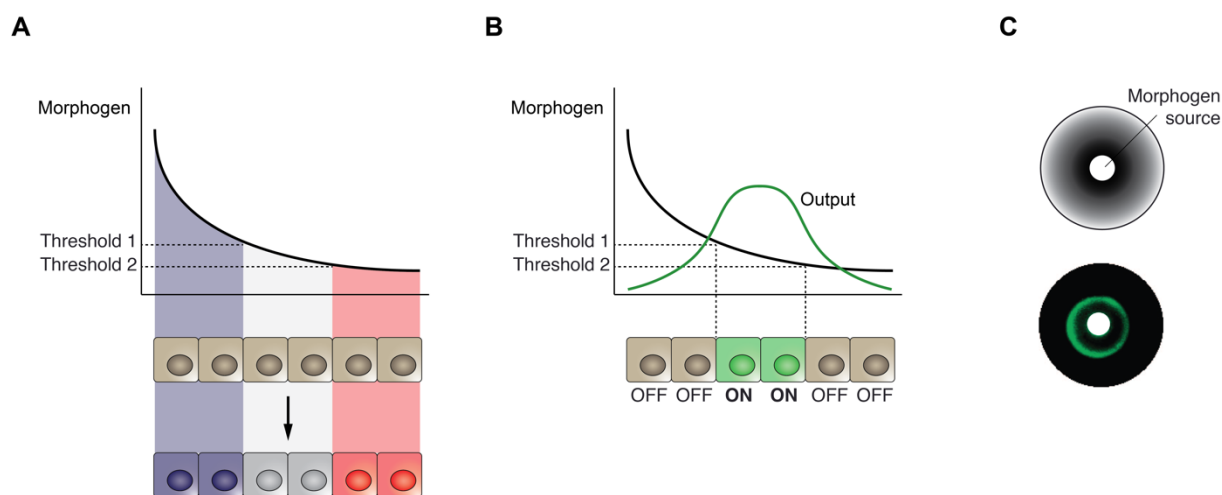 A
Morphogen
Threshold 1
Threshold 2
B
Morphogen
Output
Threshold 1
Threshold 2
OFF OFF ON ON OFF OFF
C
Morphogen
source